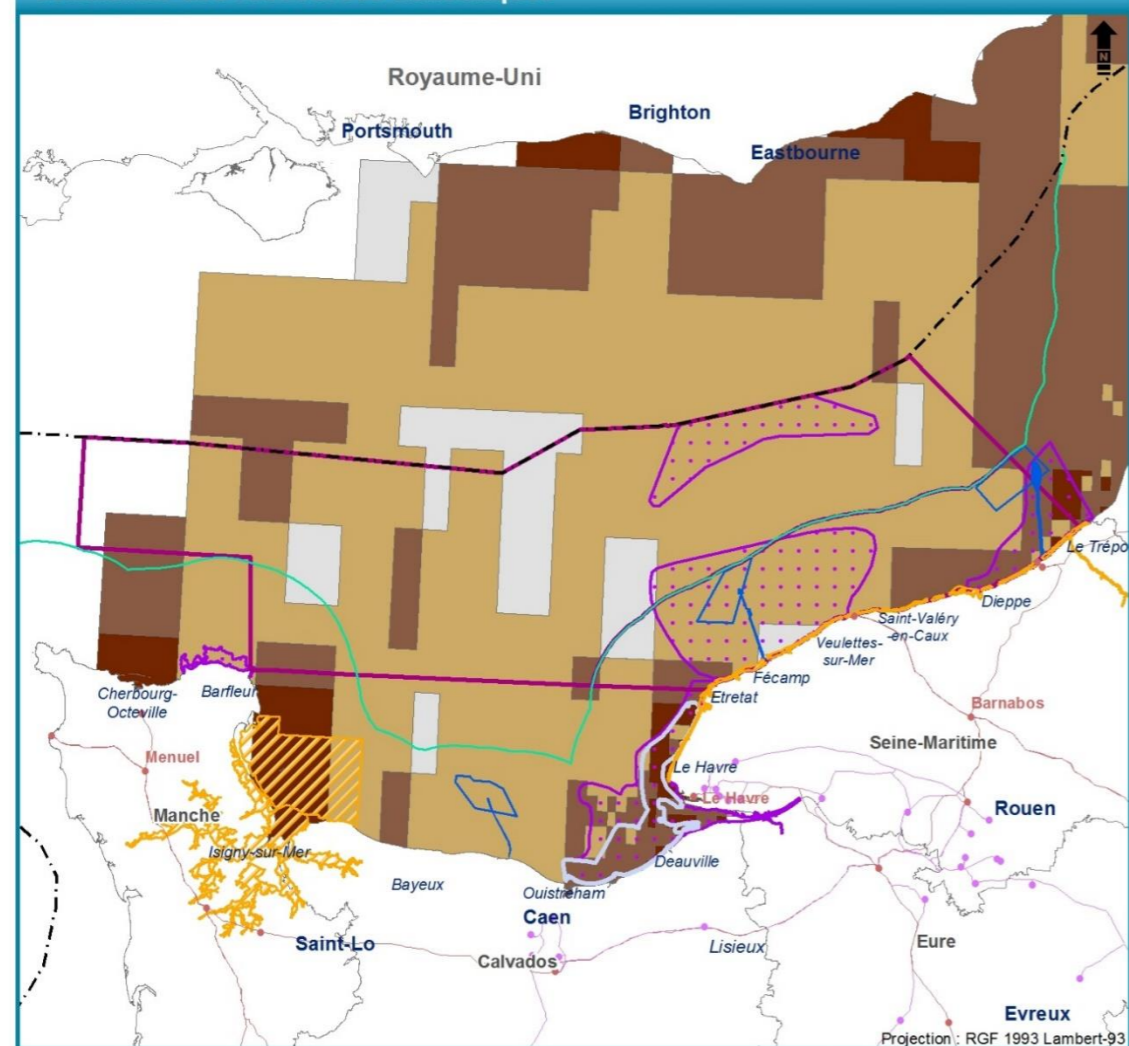 N
Royaume-Uni
Brighton
Portsmouth
Eastbourne
Le Trépo
Dieppe
Saint-Valéry
-en-Caux
Veulettes-
sur-Mer
Fécamp
Etretat
Cherbourg-
Octeville
Barfleur
Barnabos
Menuel
Seine-Maritime
Le Havre
Le Havre
Rouen
Manche
Isigny-sur-Mer
Deauville
Bayeux
Ouistreham
Caen
Saint-Lo
Lisieux
Eure
Calvados
Evreux
Projection : RGF 1993 Lambert-93